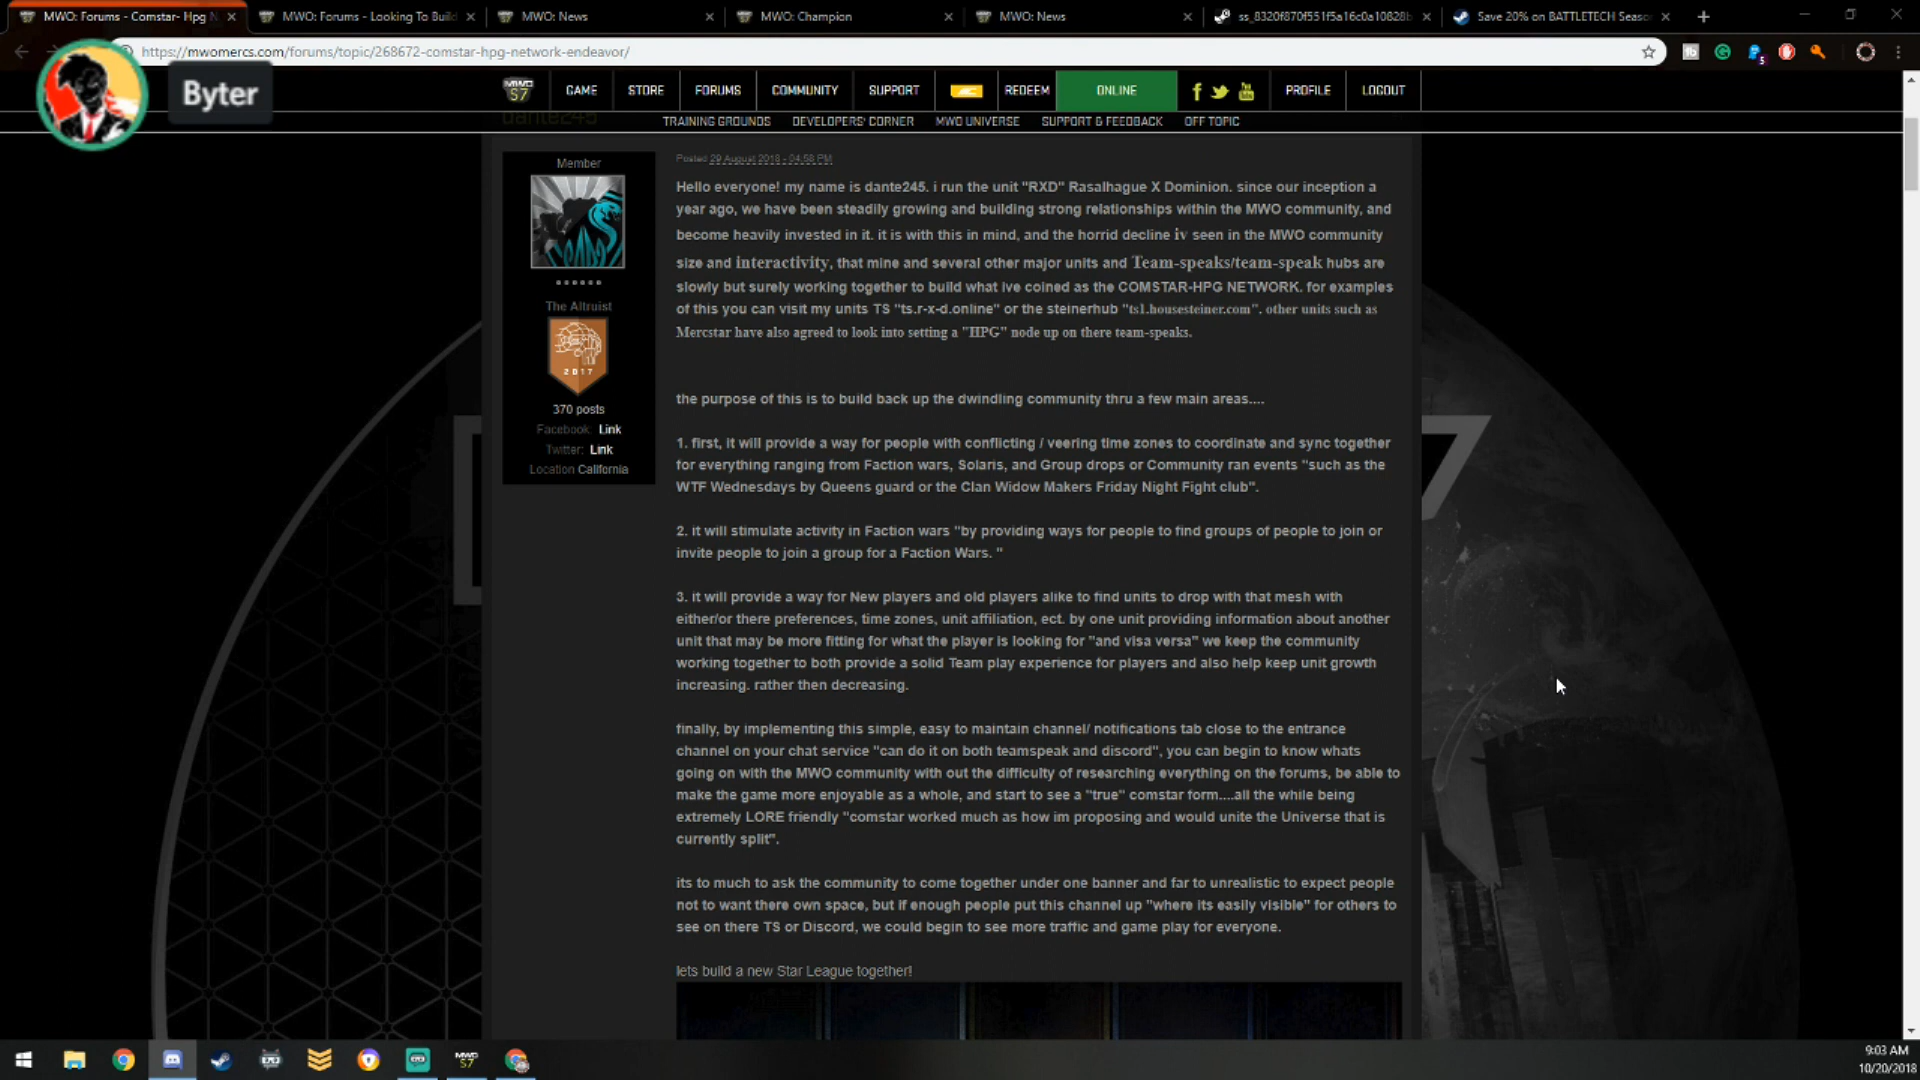 MWO: Forums - Comstar- Hpg N
MWO: Forums - Looking To Build
MWO: News
MWO: Champion
MWO: News
ss_8320f870f551f5a16c0a10828b
Save 20% on BATTLETECH Seaso
https://mwomercs.com/forums/topic/268672-comstar-hpg-network-endeavor/
5
Byter
MWO
S7
GAME
STORE
FORUMS
COMMUNITY
SUPPORT
REDEEM
ONLINE
PROFILE
LOGOUT
dante245
TRAINING GROUNDS
DEVELOPERS' CORNER
MWO UNIVERSE
SUPPORT & FEEDBACK
OFF TOPIC
Member
The Altruist
2017
370 posts
Facebook: Link
Twitter: Link
Location California
Posted 29 August 2018 - 04:58 PM
Hello everyone! my name is dante245. i run the unit "RXD" Rasalhague X Dominion. since our inception a
year ago, we have been steadily growing and building strong relationships within the MWO community, and
become heavily invested in it. it is with this in mind, and the horrid decline iv seen in the MWO community
size and interactivity, that mine and several other major units and Team-speaks/team-speak hubs are
slowly but surely working together to build what ive coined as the COMSTAR-HPG NETWORK. for examples
of this you can visit my units TS "ts.r-x-d.online" or the steinerhub "ts1.housesteiner.com". other units such as
Mercstar have also agreed to look into setting a "HPG" node up on there team-speaks.
the purpose of this is to build back up the dwindling community thru a few main areas....
1. first, it will provide a way for people with conflicting / veering time zones to coordinate and sync together
for everything ranging from Faction wars, Solaris, and Group drops or Community ran events "such as the
WTF Wednesdays by Queens guard or the Clan Widow Makers Friday Night Fight club".
2. it will stimulate activity in Faction wars "by providing ways for people to find groups of people to join or
invite people to join a group for a Faction Wars. "
3. it will provide a way for New players and old players alike to find units to drop with that mesh with
either/or there preferences, time zones, unit affiliation, ect. by one unit providing information about another
unit that may be more fitting for what the player is looking for "and visa versa" we keep the community
working together to both provide a solid Team play experience for players and also help keep unit growth
increasing. rather then decreasing.
finally, by implementing this simple, easy to maintain channel/ notifications tab close to the entrance
channel on your chat service "can do it on both teamspeak and discord", you can begin to know whats
going on with the MWO community with out the difficulty of researching everything on the forums, be able to
make the game more enjoyable as a whole, and start to see a "true" comstar form....all the while being
extremely LORE friendly "comstar worked much as how im proposing and would unite the Universe that is
currently split".
its to much to ask the community to come together under one banner and far to unrealistic to expect people
not to want there own space, but if enough people put this channel up "where its easily visible" for others to
see on there TS or Discord, we could begin to see more traffic and game play for everyone.
lets build a new Star League together!
7
MWO
S7
9:03 AM
10/20/2018